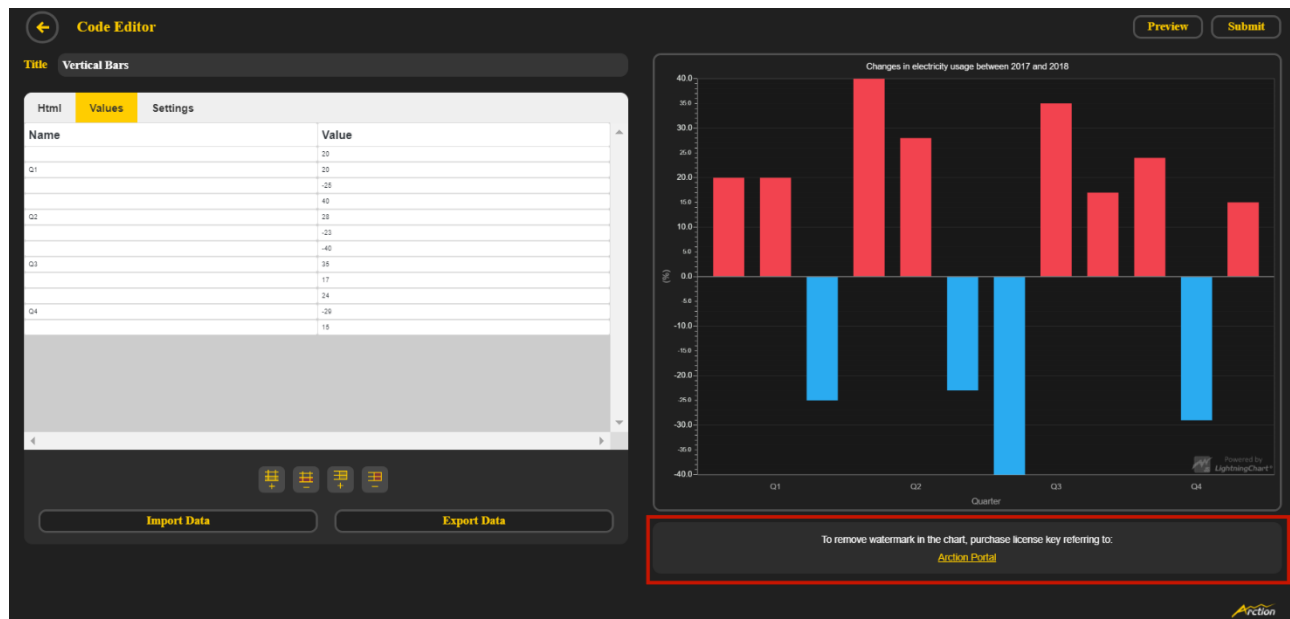 Code Editor
Preview
Submit
Title Vertical Bars
Html Values Settings
Name Value
20
Q1 20
-25
40
Q2 28
-23
-40
Q3 35
17
24
Q4 -29
15
Import Data
Export Data
Changes in electricity usage between 2017 and 2018
40.0
35.0
30.0
25.0
20.0
15.0
10.0
5.0
0.0
-5.0
-10.0
-15.0
-20.0
-25.0
-30.0
-35.0
-40.0
(%)
Q1 Q2 Q3 Q4
Quarter
Powered by
LightningChart®
To remove watermark in the chart, purchase license key referring to:
Arction Portal
Arction